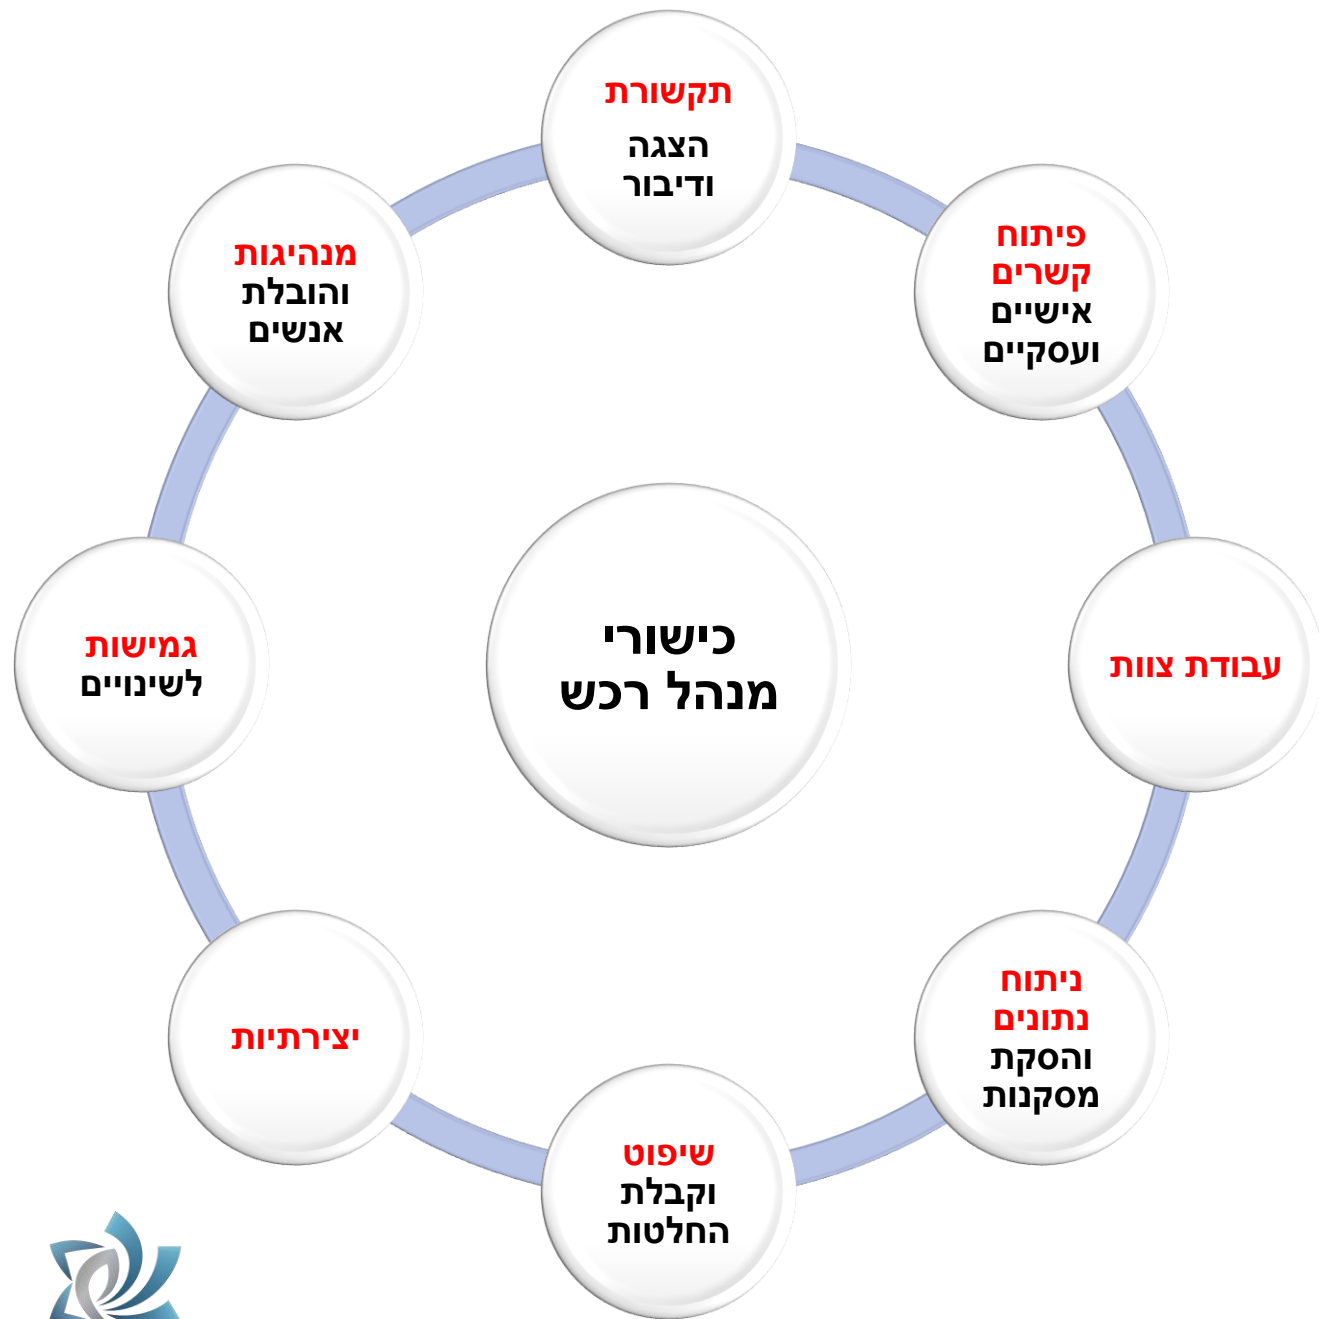 תקשורת
הצגה
ודיבור
פיתוח
קשרים
אישיים
ועסקיים
עבודת צוות
ניתוח
נתונים
והסקת
מסקנות
שיפוט
וקבלת
החלטות
יצירתיות
גמישות
לשינויים
מנהיגות
והובלת
אנשים
כישורי
מנהל רכש